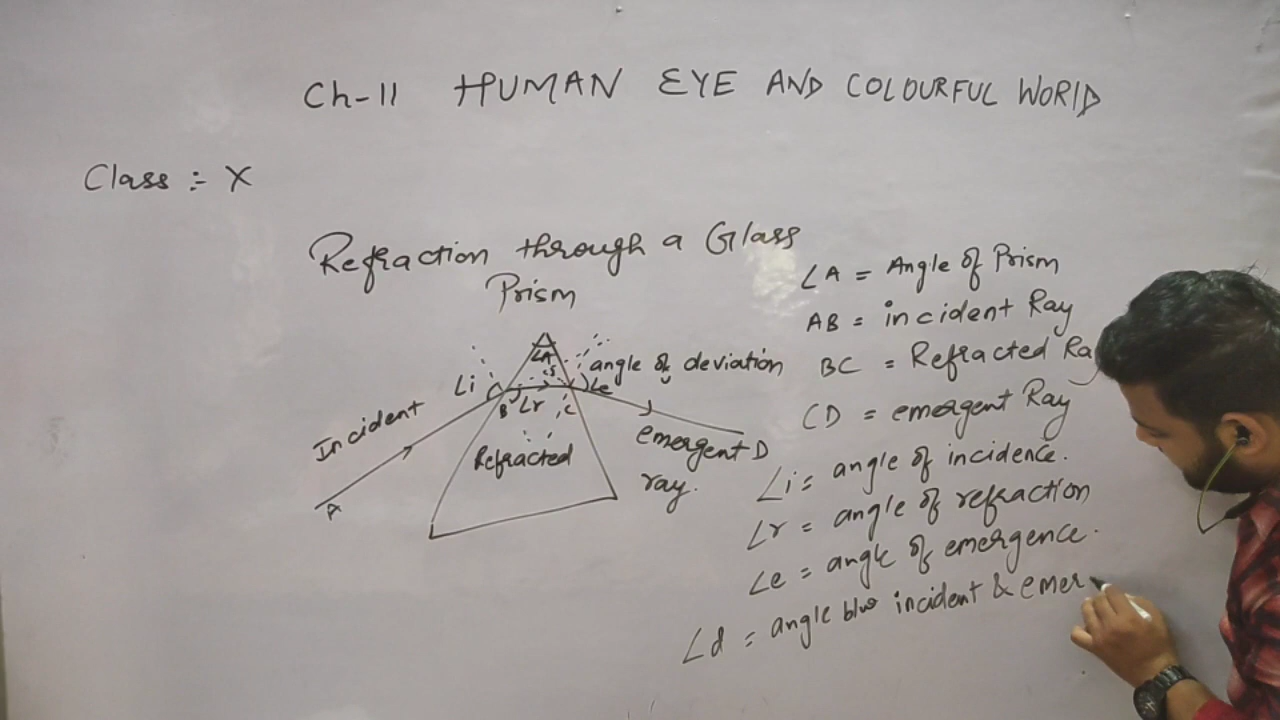 Ch-11 HUMAN EYE AND COLOURFUL WORLD
Class :- X
Refraction through a Glass
Prism
∠A = Angle of Prism
AB = incident Ray
BC = Refracted Ra
CD = emergent Ray
∠i = angle of incidence.
∠r = angle of refraction
∠e = angle of emergence.
∠d = angle b/w incident & emer
∠A
angle of deviation
∠i
∠e
B
∠r
C
Incident
Refracted
emergent D
ray.
A